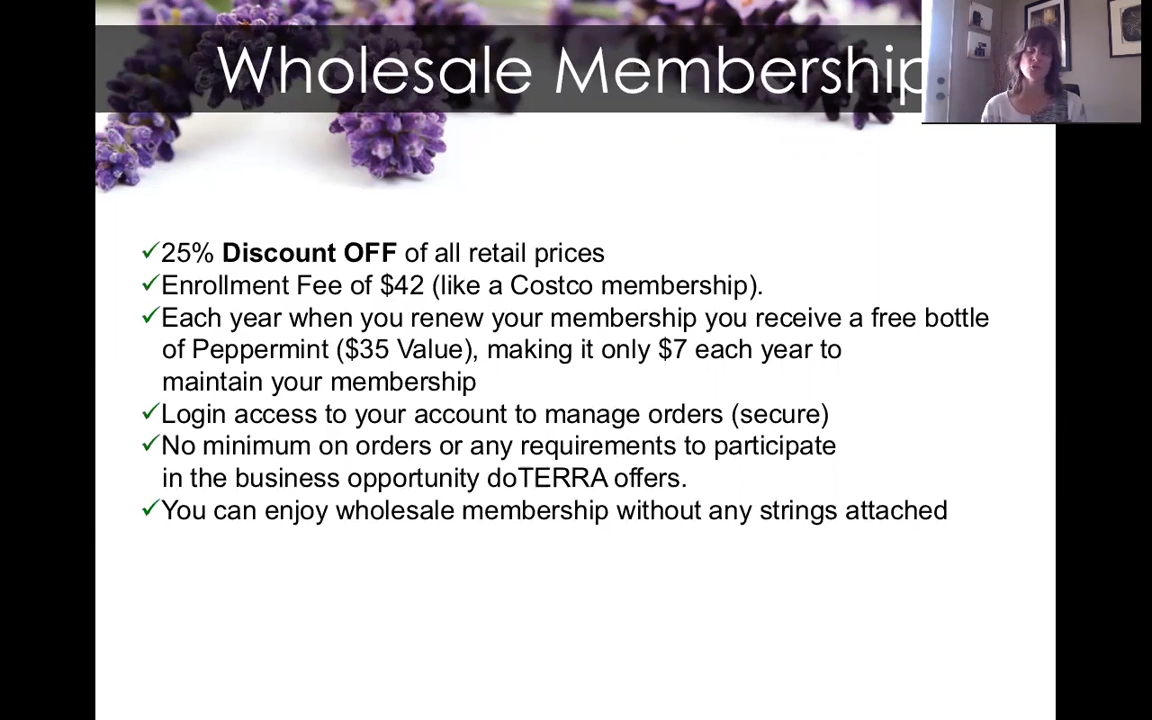 Wholesale Membership
✓25% Discount OFF of all retail prices
✓Enrollment Fee of $42 (like a Costco membership).
✓Each year when you renew your membership you receive a free bottle
of Peppermint ($35 Value), making it only $7 each year to
maintain your membership
✓Login access to your account to manage orders (secure)
✓No minimum on orders or any requirements to participate
in the business opportunity doTERRA offers.
✓You can enjoy wholesale membership without any strings attached